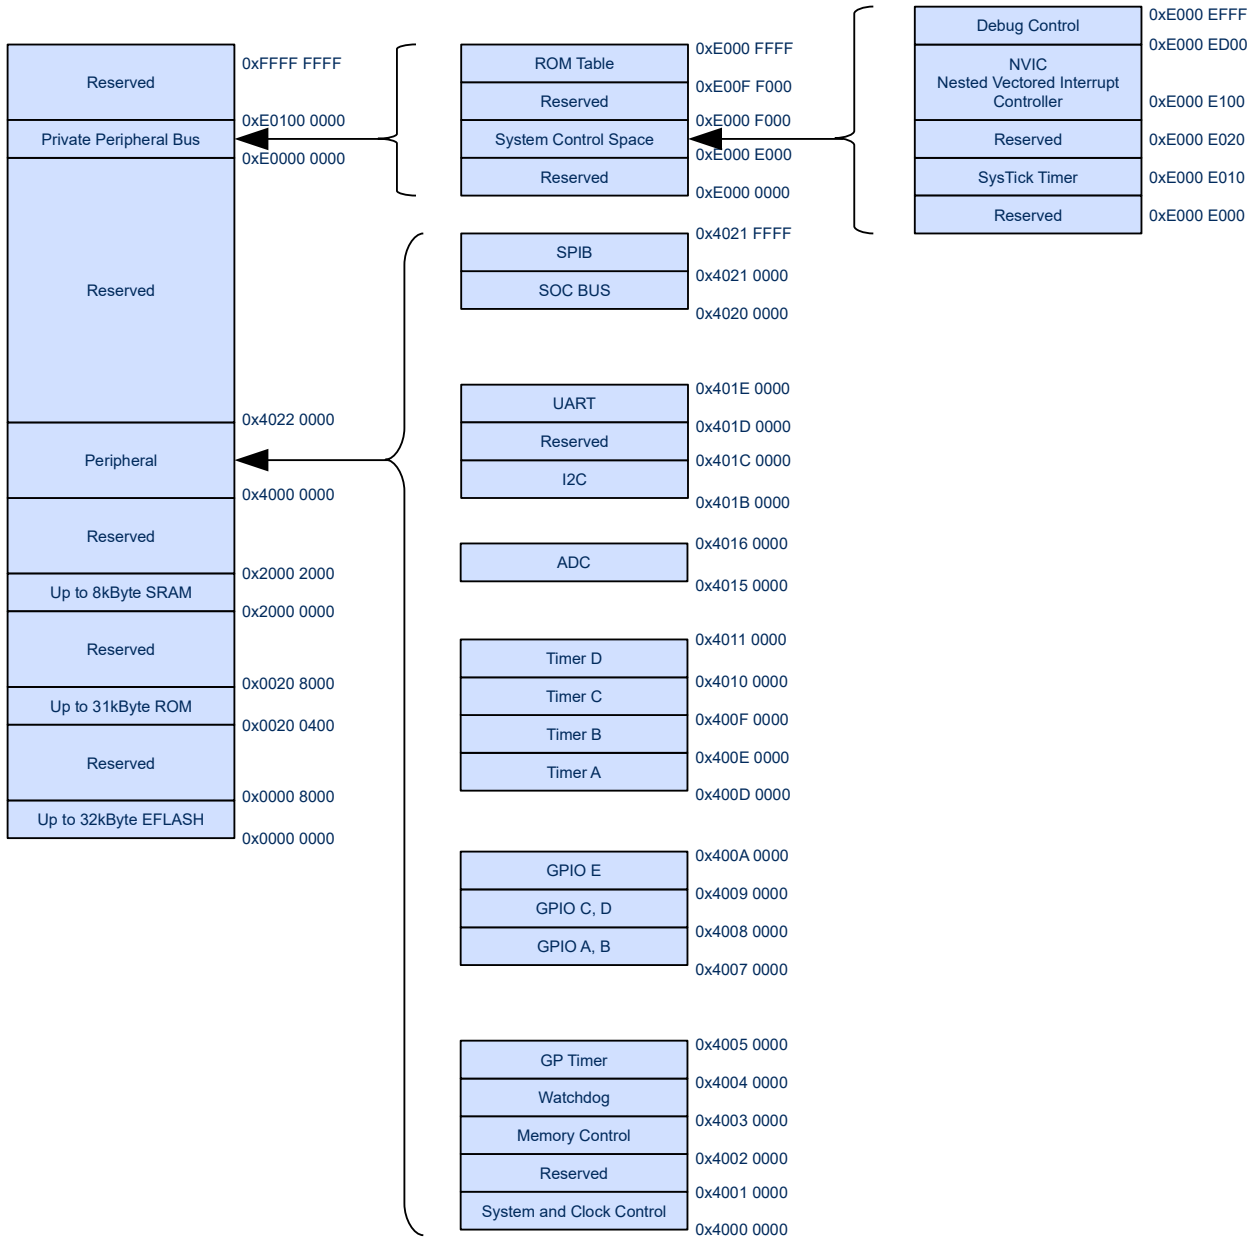 0xFFFF FFFF
Reserved
0xE0100 0000
Private Peripheral Bus
0xE0000 0000
Reserved
0x4022 0000
Peripheral
0x4000 0000
Reserved
0x2000 2000
Up to 8kByte SRAM
0x2000 0000
Reserved
0x0020 8000
Up to 31kByte ROM
0x0020 0400
Reserved
0x0000 8000
Up to 32kByte EFLASH
0x0000 0000
0xE000 FFFF
ROM Table
0xE00F F000
Reserved
0xE000 F000
System Control Space
0xE000 E000
Reserved
0xE000 0000
0x4021 FFFF
SPIB
0x4021 0000
SOC BUS
0x4020 0000
0x401E 0000
UART
0x401D 0000
Reserved
0x401C 0000
I2C
0x401B 0000
0x4016 0000
ADC
0x4015 0000
0x4011 0000
Timer D
0x4010 0000
Timer C
0x400F 0000
Timer B
0x400E 0000
Timer A
0x400D 0000
0x400A 0000
GPIO E
0x4009 0000
GPIO C, D
0x4008 0000
GPIO A, B
0x4007 0000
0x4005 0000
GP Timer
0x4004 0000
Watchdog
0x4003 0000
Memory Control
0x4002 0000
Reserved
0x4001 0000
System and Clock Control
0x4000 0000
0xE000 EFFF
Debug Control
0xE000 ED00
NVIC
Nested Vectored Interrupt
Controller
0xE000 E100
Reserved
0xE000 E020
SysTick Timer
0xE000 E010
Reserved
0xE000 E000